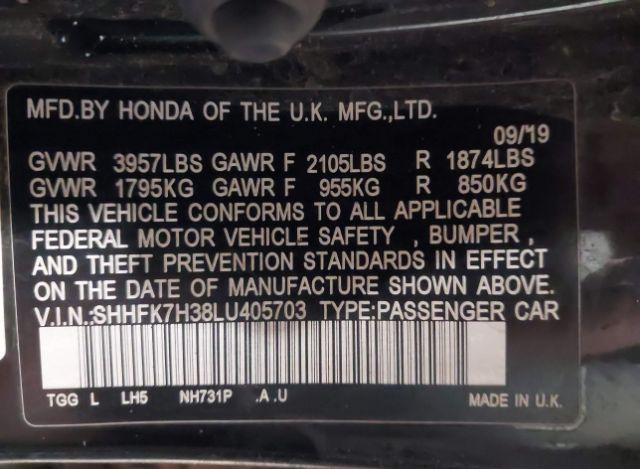 MFD.BY HONDA OF THE U.K. MFG.,LTD.
09/19
GVWR 3957LBS GAWR F 2105LBS R 1874LBS
GVWR 1795KG GAWR F 955KG R 850KG
THIS VEHICLE CONFORMS TO ALL APPLICABLE
FEDERAL MOTOR VEHICLE SAFETY , BUMPER ,
AND THEFT PREVENTION STANDARDS IN EFFECT
ON THE DATE OF MANUFACTURE SHOWN ABOVE.
V.I.N.:SHHFK7H38LU405703 TYPE:PASSENGER CAR
TGG L LH5 NH731P .A .U MADE IN U.K.